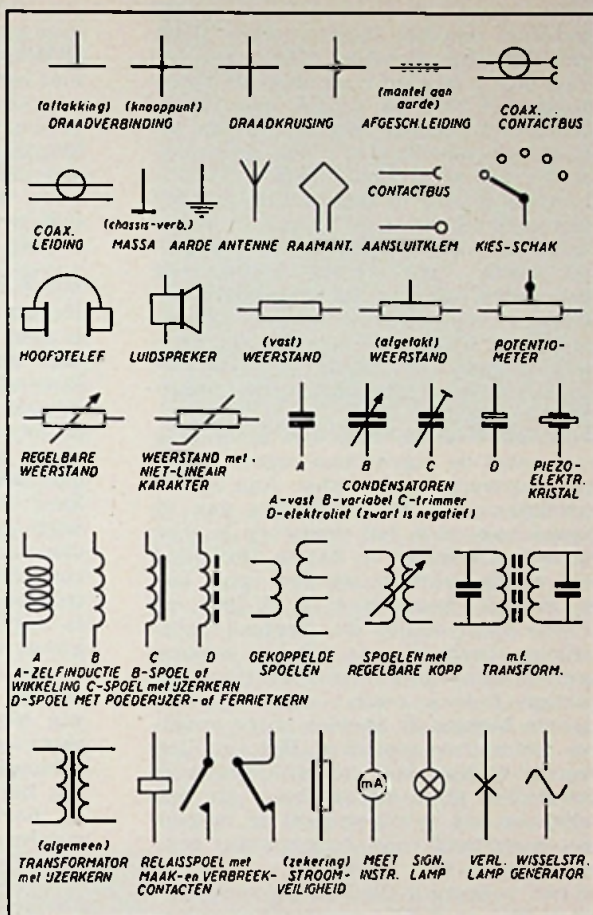 (aftakking) (knooppunt)
DRAADVERBINDING
DRAADKRUISING
(mantel aan
aarde)
AFGESCH. LEIDING
COAX.
CONTACTBUS
COAX.
LEIDING
(chassis-verb.)
MASSA
AARDE
ANTENNE
RAAMANT.
CONTACTBUS
AANSLUITKLEM
KIES-SCHAK
HOOFDTELEF
LUIDSPREKER
(vast)
WEERSTAND
(afgetakt)
WEERSTAND
POTENTIO-
METER
REGELBARE
WEERSTAND
WEERSTAND met
NIET-LINEAIR
KARAKTER
A B C D
CONDENSATOREN
A-vast B-variabel C-trimmer
D-elektroliet (zwart is negatief)
PIEZO-
ELEKTR.
KRISTAL
A B C D
A-ZELFINDUCTIE B-SPOEL of
WIKKELING C-SPOEL met IJZERKERN
D-SPOEL MET POEDERIJZER- of FERRIETKERN
GEKOPPELDE
SPOELEN
SPOELEN met
REGELBARE KOPP
m.f.
TRANSFORM.
(algemeen)
TRANSFORMATOR
met IJZERKERN
RELAISSPOEL met
MAAK- en VERBREEK-
CONTACTEN
(zekering)
STROOM-
VEILIGHEID
mA
MEET
INSTR.
SIGN.
LAMP
VERL.
LAMP
WISSELSTR.
GENERATOR